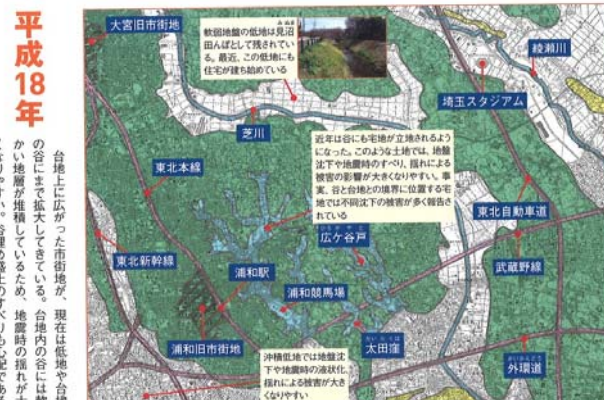 平成18年
台地上に広がった市街地が、現在は低地や台地
の谷にまで拡大してきている。台地内の谷には軟
かい地層が堆積しているため、地震時の揺れが大
大宮旧市街地
軟弱地盤の低地は見沼
田んぼとして残されてい
る。最近、この低地にも
住宅が建ち始めている
綾瀬川
埼玉スタジアム
芝川
近年は谷にも宅地が立地されるよう
になった。このような土地では、地盤
沈下や地震時のすべり、揺れによる
被害の影響が大きくなりやすい。事
実、谷と台地との境界に位置する宅
地では不同沈下の被害が多く報告さ
れている
東北本線
東北自動車道
広ケ谷戸
東北新幹線
浦和駅
武蔵野線
浦和競馬場
浦和旧市街地
太田窪
外環道
がいかんどう
沖積低地では地盤沈
下や地震時の液状化、
揺れによる被害が大き
くなりやすい